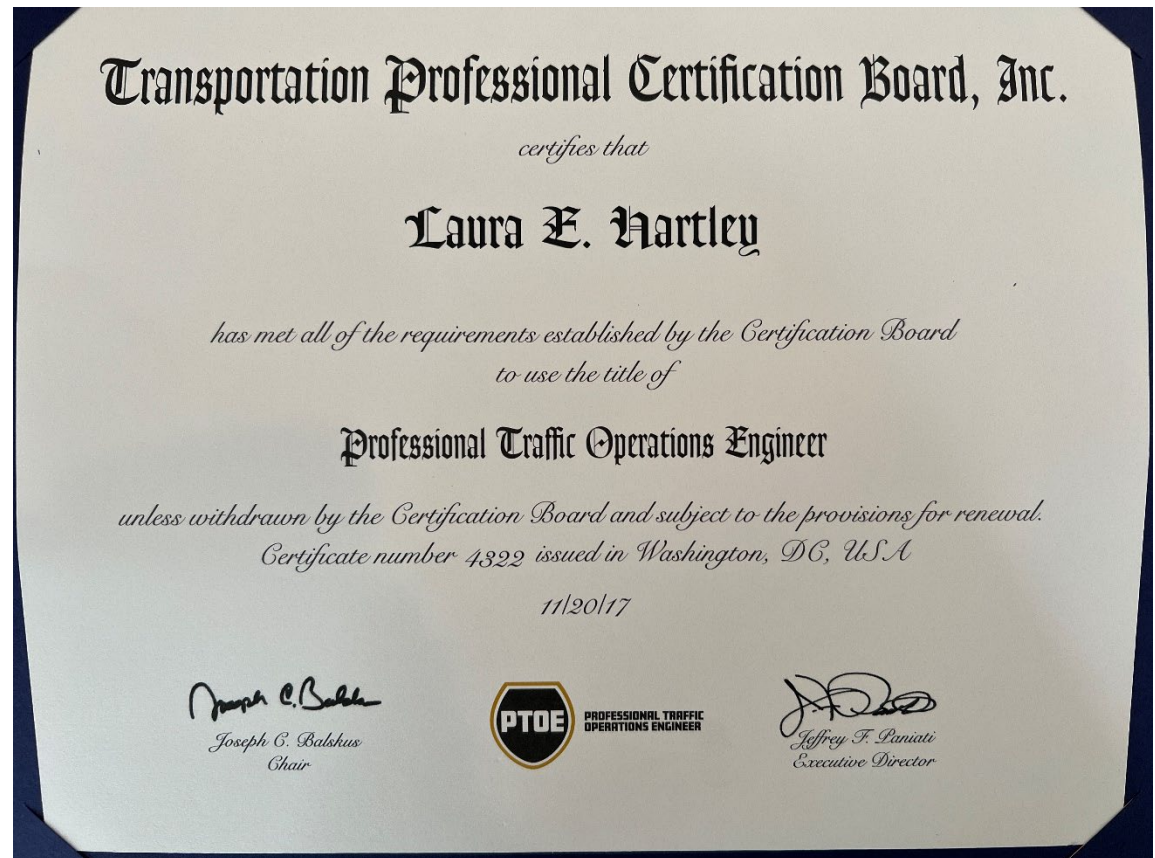 Transportation Professional Certification Board, Inc.
certifies that
Laura E. Hartley
has met all of the requirements established by the Certification Board
to use the title of
Professional Traffic Operations Engineer
unless withdrawn by the Certification Board and subject to the provisions for renewal.
Certificate number 4322 issued in Washington, DC, USA
11/20/17
Joseph C. Balskus
Joseph C. Balskus
Chair
PTOE
PROFESSIONAL TRAFFIC
OPERATIONS ENGINEER
Jeffrey F. Paniati
Executive Director